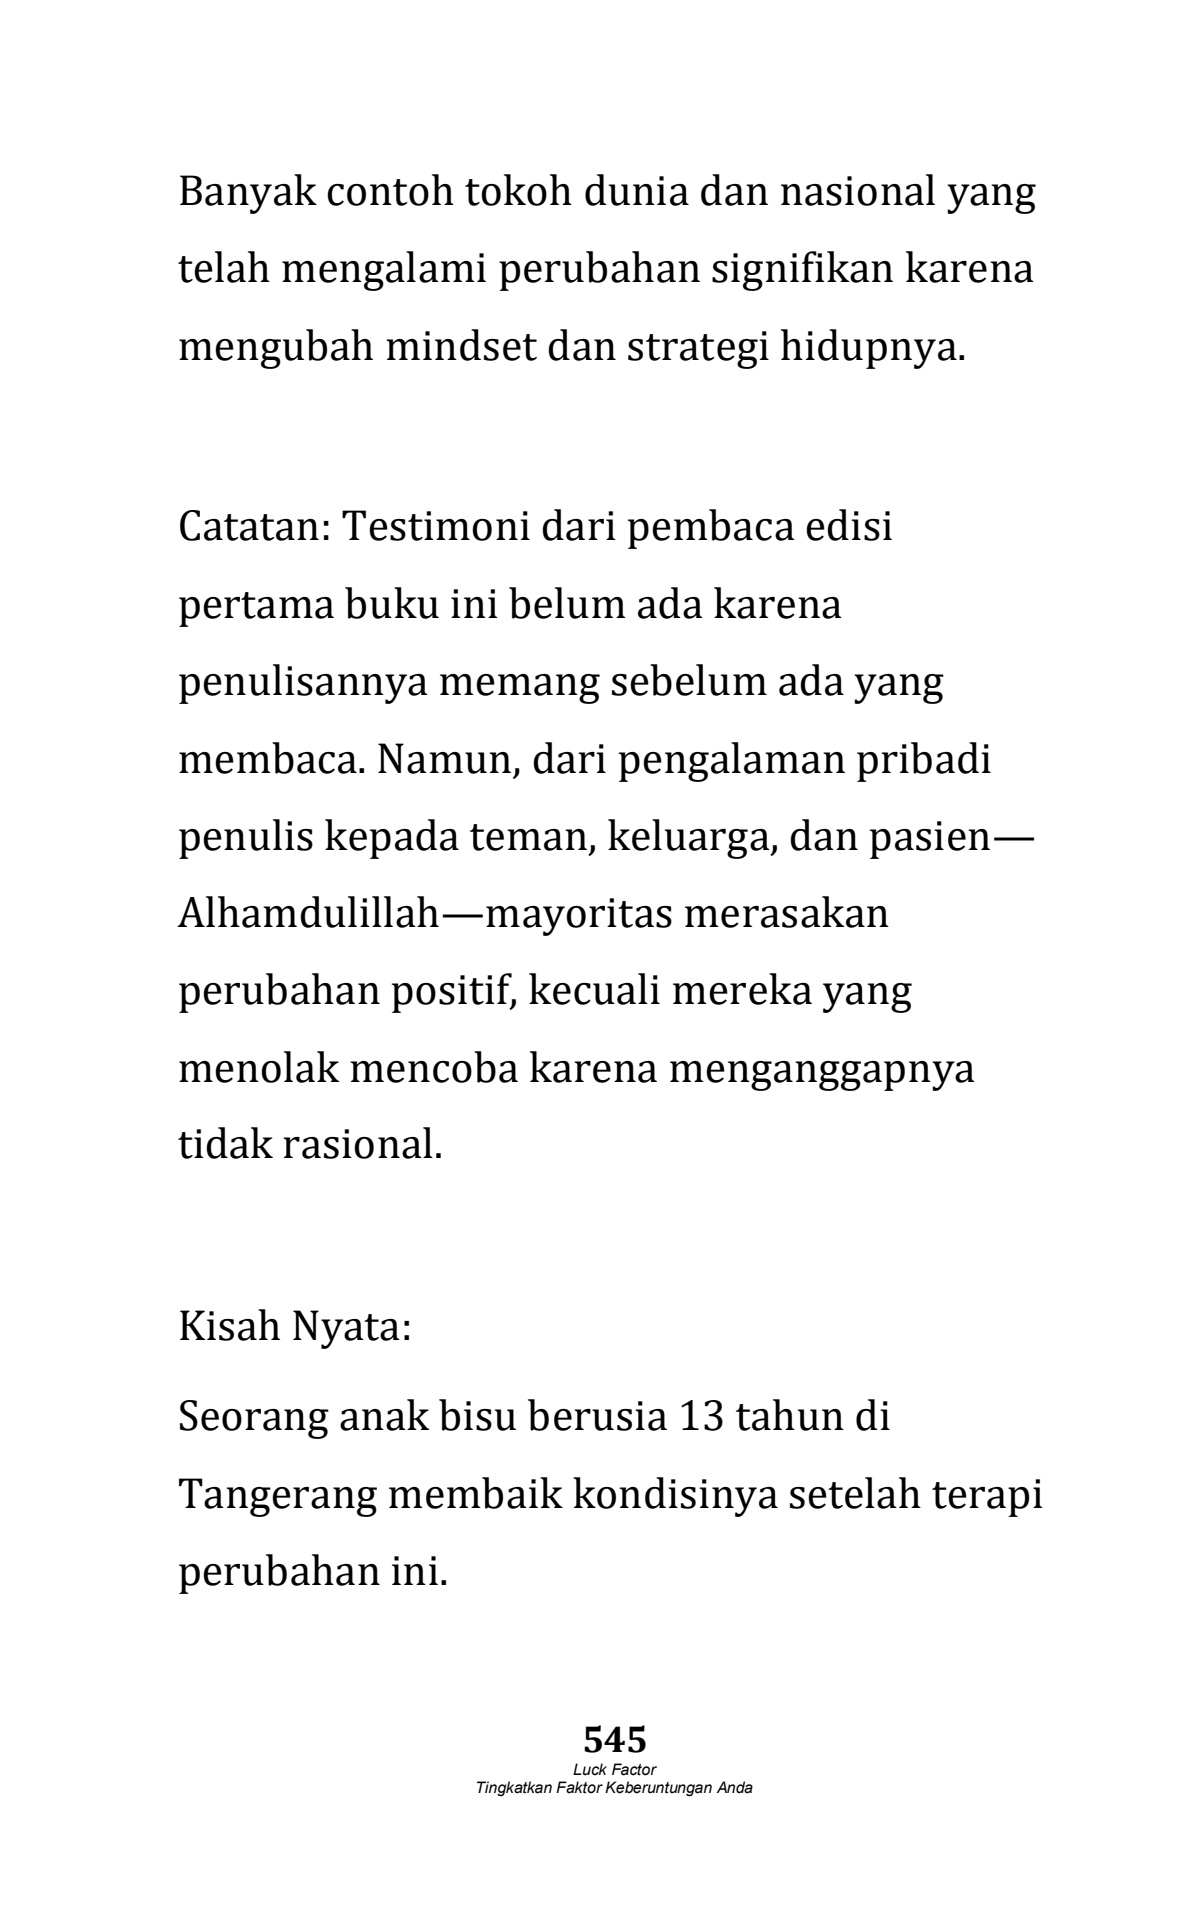 Banyak contoh tokoh dunia dan nasional yang
telah mengalami perubahan signifikan karena
mengubah mindset dan strategi hidupnya.
Catatan: Testimoni dari pembaca edisi
pertama buku ini belum ada karena
penulisannya memang sebelum ada yang
membaca. Namun, dari pengalaman pribadi
penulis kepada teman, keluarga, dan pasien—
Alhamdulillah—mayoritas merasakan
perubahan positif, kecuali mereka yang
menolak mencoba karena menganggapnya
tidak rasional.
Kisah Nyata:
Seorang anak bisu berusia 13 tahun di
Tangerang membaik kondisinya setelah terapi
perubahan ini.
545
Luck Factor
Tingkatkan Faktor Keberuntungan Anda